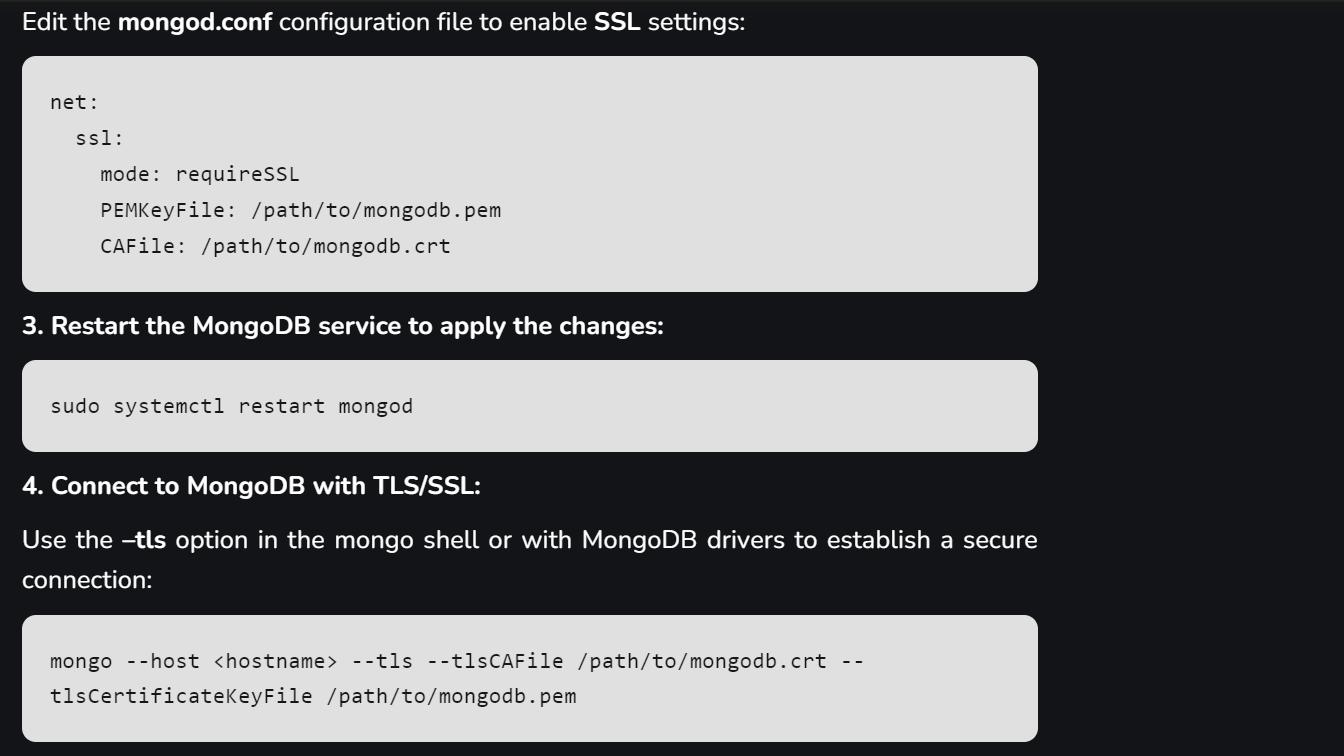 Edit the mongod.conf configuration file to enable SSL settings:
net:
  ssl:
    mode: requireSSL
    PEMKeyFile: /path/to/mongodb.pem
    CAFile: /path/to/mongodb.crt
3. Restart the MongoDB service to apply the changes:
sudo systemctl restart mongod
4. Connect to MongoDB with TLS/SSL:
Use the –tls option in the mongo shell or with MongoDB drivers to establish a secure
connection:
mongo --host <hostname> --tls --tlsCAFile /path/to/mongodb.crt --
tlsCertificateKeyFile /path/to/mongodb.pem